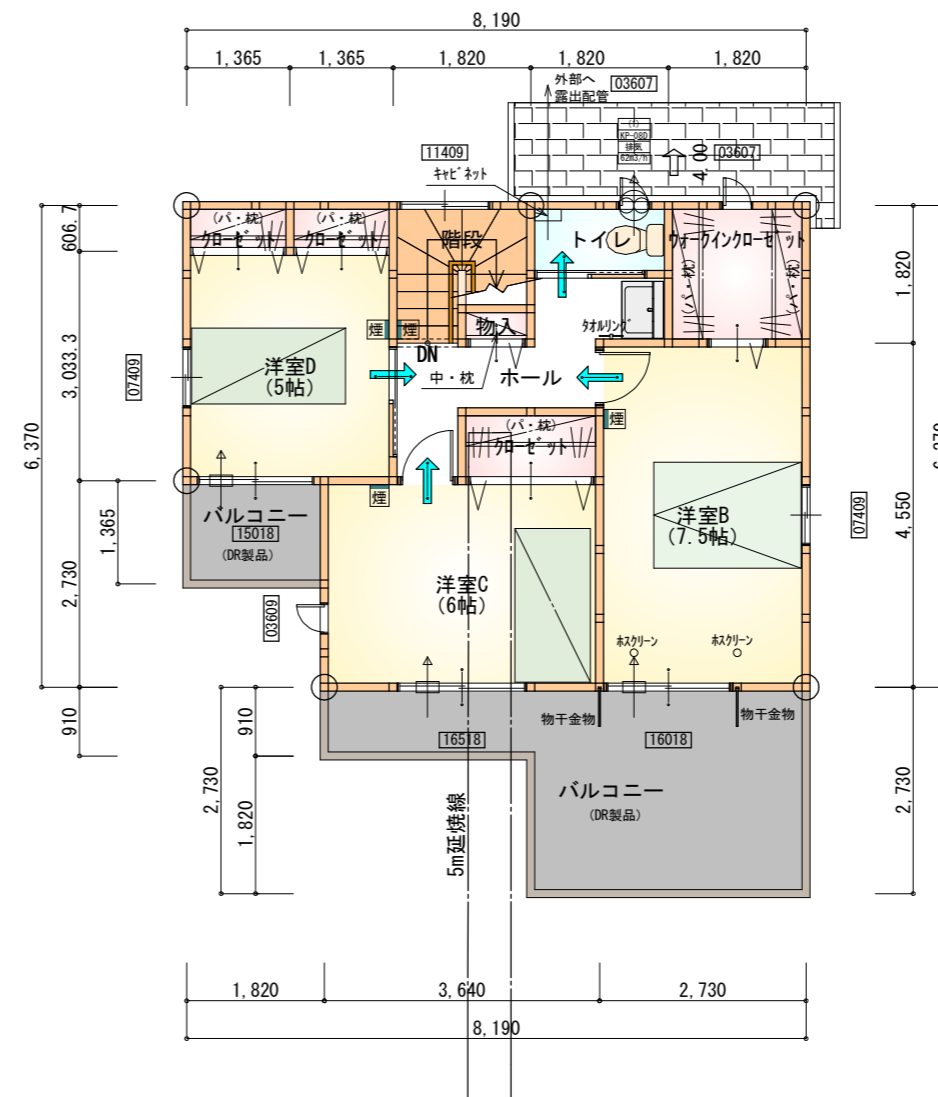 8,190
1,365
1,365
1,820
1,820
1,820
外部へ
露出配管
03607
(1)
KP-08D
排気
62m3/h
4.00
03607
11409
ｷｬﾋﾞﾈｯﾄ
606.7
3,033.3
6,370
1,365
2,730
910
(パ・枕)
クローゼット
(パ・枕)
クローゼット
階段
トイレ
ウォークインクローゼット
(パ・枕)
(パ・枕)
1,820
物入
ﾀｵﾙﾘﾝｸﾞ
煙
煙
DN
中・枕
ホール
07409
洋室D
(5帖)
煙
(パ・枕)
クローゼット
煙
洋室B
(7.5帖)
07409
4,550
6,370
バルコニー
15018
(DR製品)
洋室C
(6帖)
03609
ﾎｽｸﾘｰﾝ
ﾎｽｸﾘｰﾝ
物干金物
物干金物
16518
16018
バルコニー
(DR製品)
5m延焼線
910
2,730
1,820
2,730
1,820
3,640
2,730
8,190